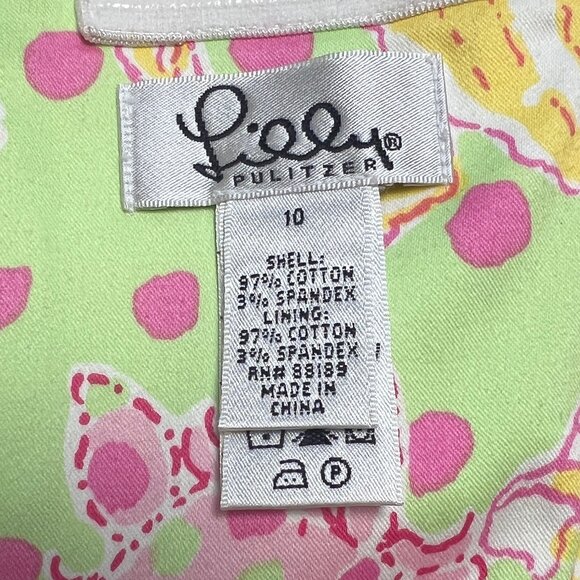 Lilly®
PULITZER
10
SHELL:
97% COTTON
3% SPANDEX
LINING:
97% COTTON
3% SPANDEX
RN# 88189
MADE IN
CHINA
P